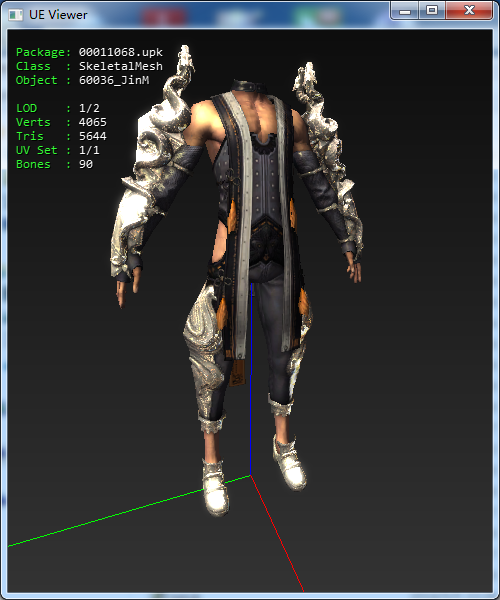 UE Viewer
Package: 00011068.upk
Class : SkeletalMesh
Object : 60036_JinM
LOD : 1/2
Verts : 4065
Tris : 5644
UV Set : 1/1
Bones : 90